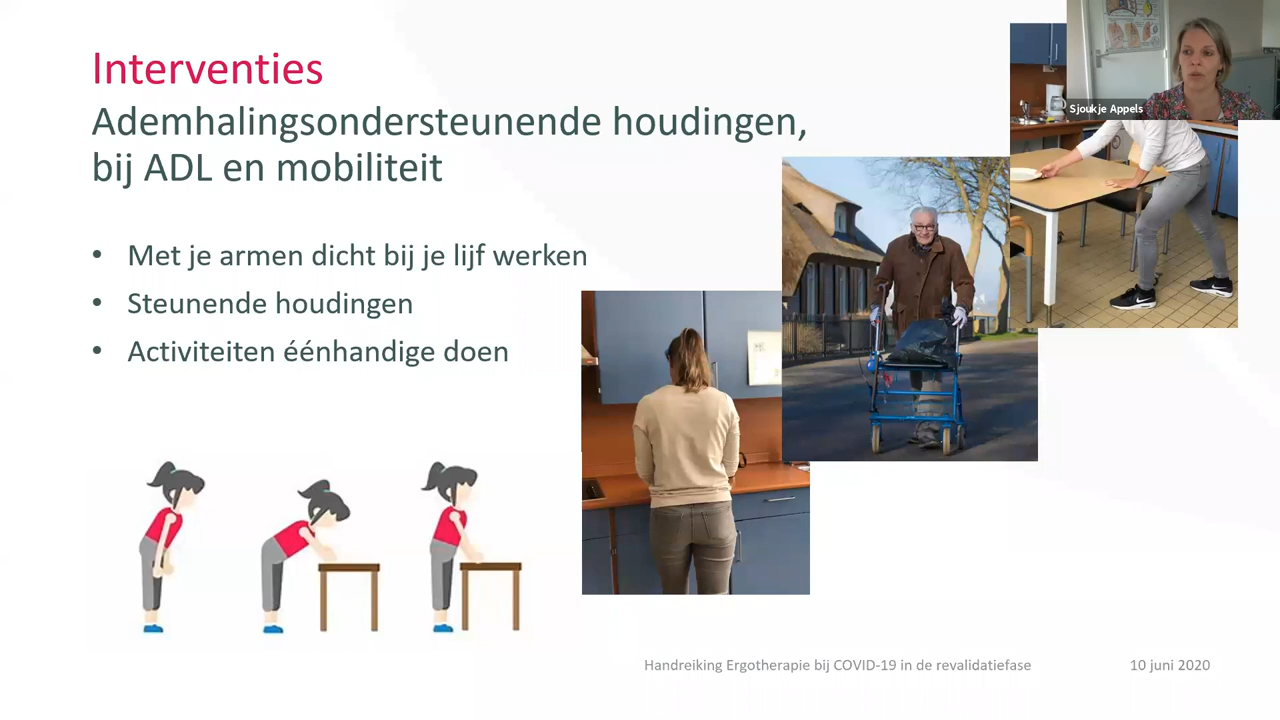 Interventies
Ademhalingsondersteunende houdingen,
bij ADL en mobiliteit
• Met je armen dicht bij je lijf werken
• Steunende houdingen
• Activiteiten éénhandige doen
Sjoukje Appels
Handreiking Ergotherapie bij COVID-19 in de revalidatiefase
10 juni 2020